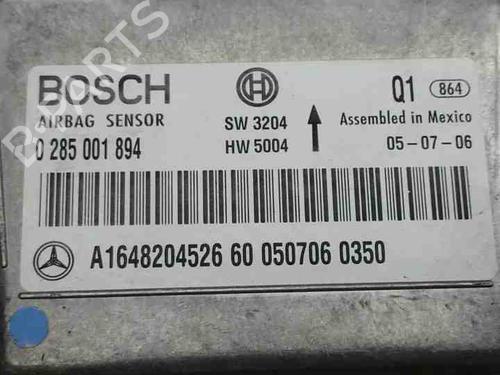 BOSCH
Q1 864
AIRBAG SENSOR
SW 3204
Assembled in Mexico
0 285 001 894
HW 5004
05-07-06
A1648204526 60 050706 0350
B-PARTS